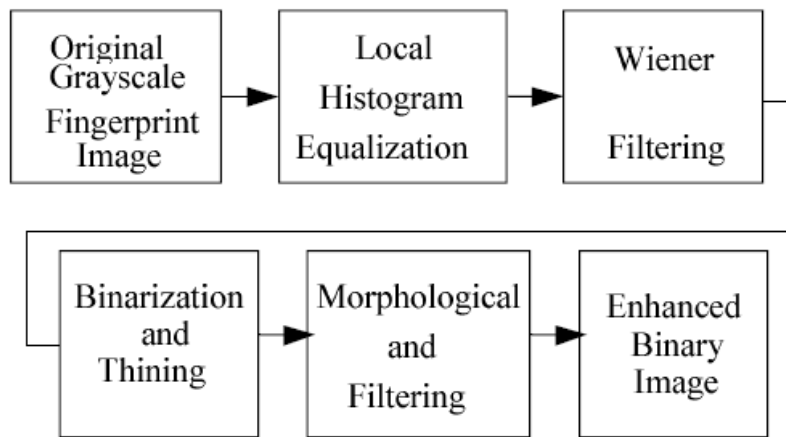 Original
Grayscale
Fingerprint
Image
Local
Histogram
Equalization
Wiener
Filtering
Binarization
and
Thining
Morphological
and
Filtering
Enhanced
Binary
Image